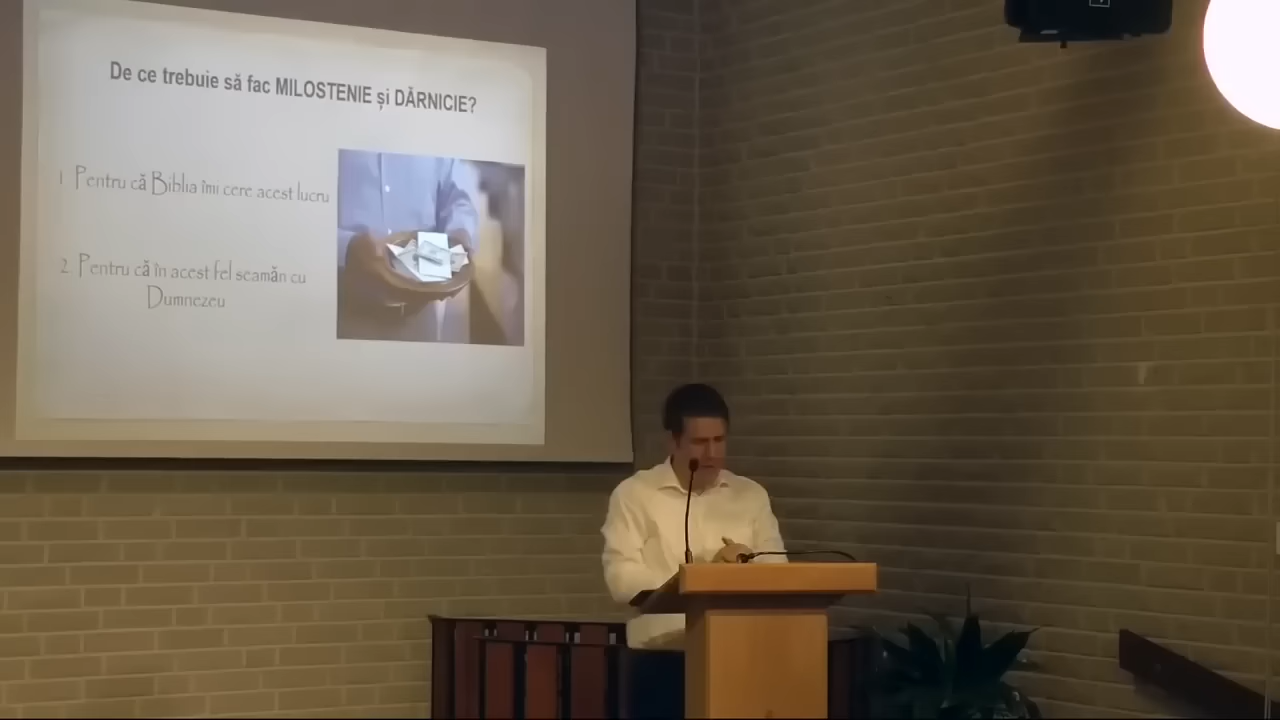 De ce trebuie să fac MILOSTENIE și DĂRNICIE?
1 Pentru că Biblia îmi cere acest lucru
2. Pentru că în acest fel seamăn cu
Dumnezeu